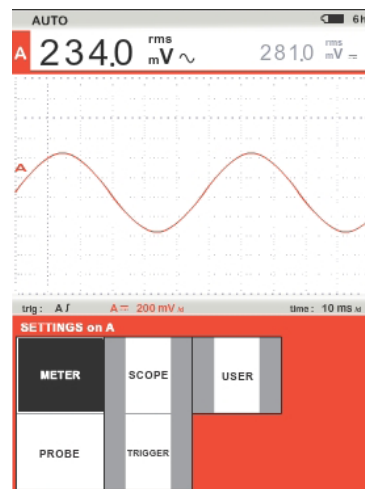 AUTO 6h
A 234.0 rms mV ~ 281.0 rms mV ⎓
A
trig: A ʃ A ⎓ 200 mV M time: 10 ms M
SETTINGS on A
METER SCOPE USER
PROBE TRIGGER